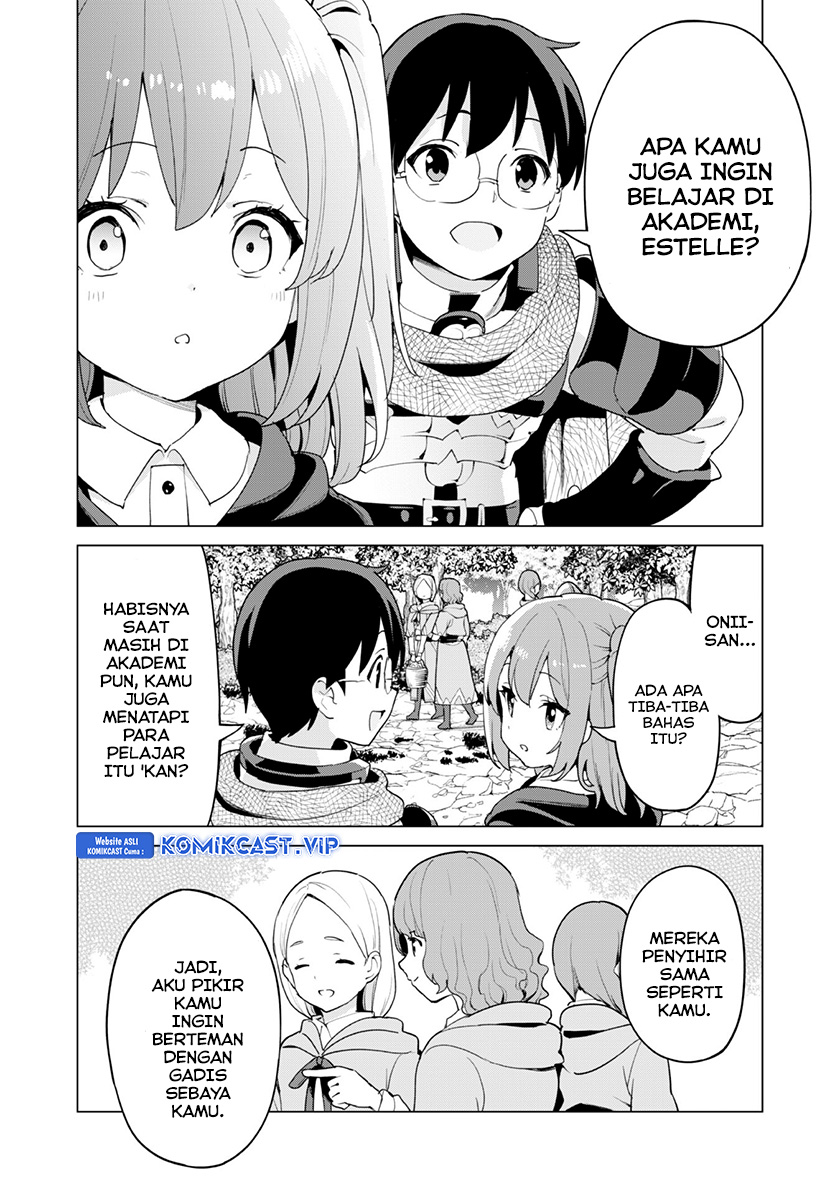 APA KAMU
JUGA INGIN
BELAJAR DI
AKADEMI,
ESTELLE?
ONII-
SAN...
ADA APA
TIBA-TIBA
BAHAS
ITU?
HABISNYA
SAAT
MASIH DI
AKADEMI
PUN, KAMU
JUGA
MENATAPI
PARA
PELAJAR
ITU 'KAN?
Website ASLI
KOMIKCAST Cuma :
KOMIKCAST.VIP
MEREKA
PENYIHIR
SAMA
SEPERTI
KAMU.
JADI,
AKU PIKIR
KAMU
INGIN
BERTEMAN
DENGAN
GADIS
SEBAYA
KAMU.